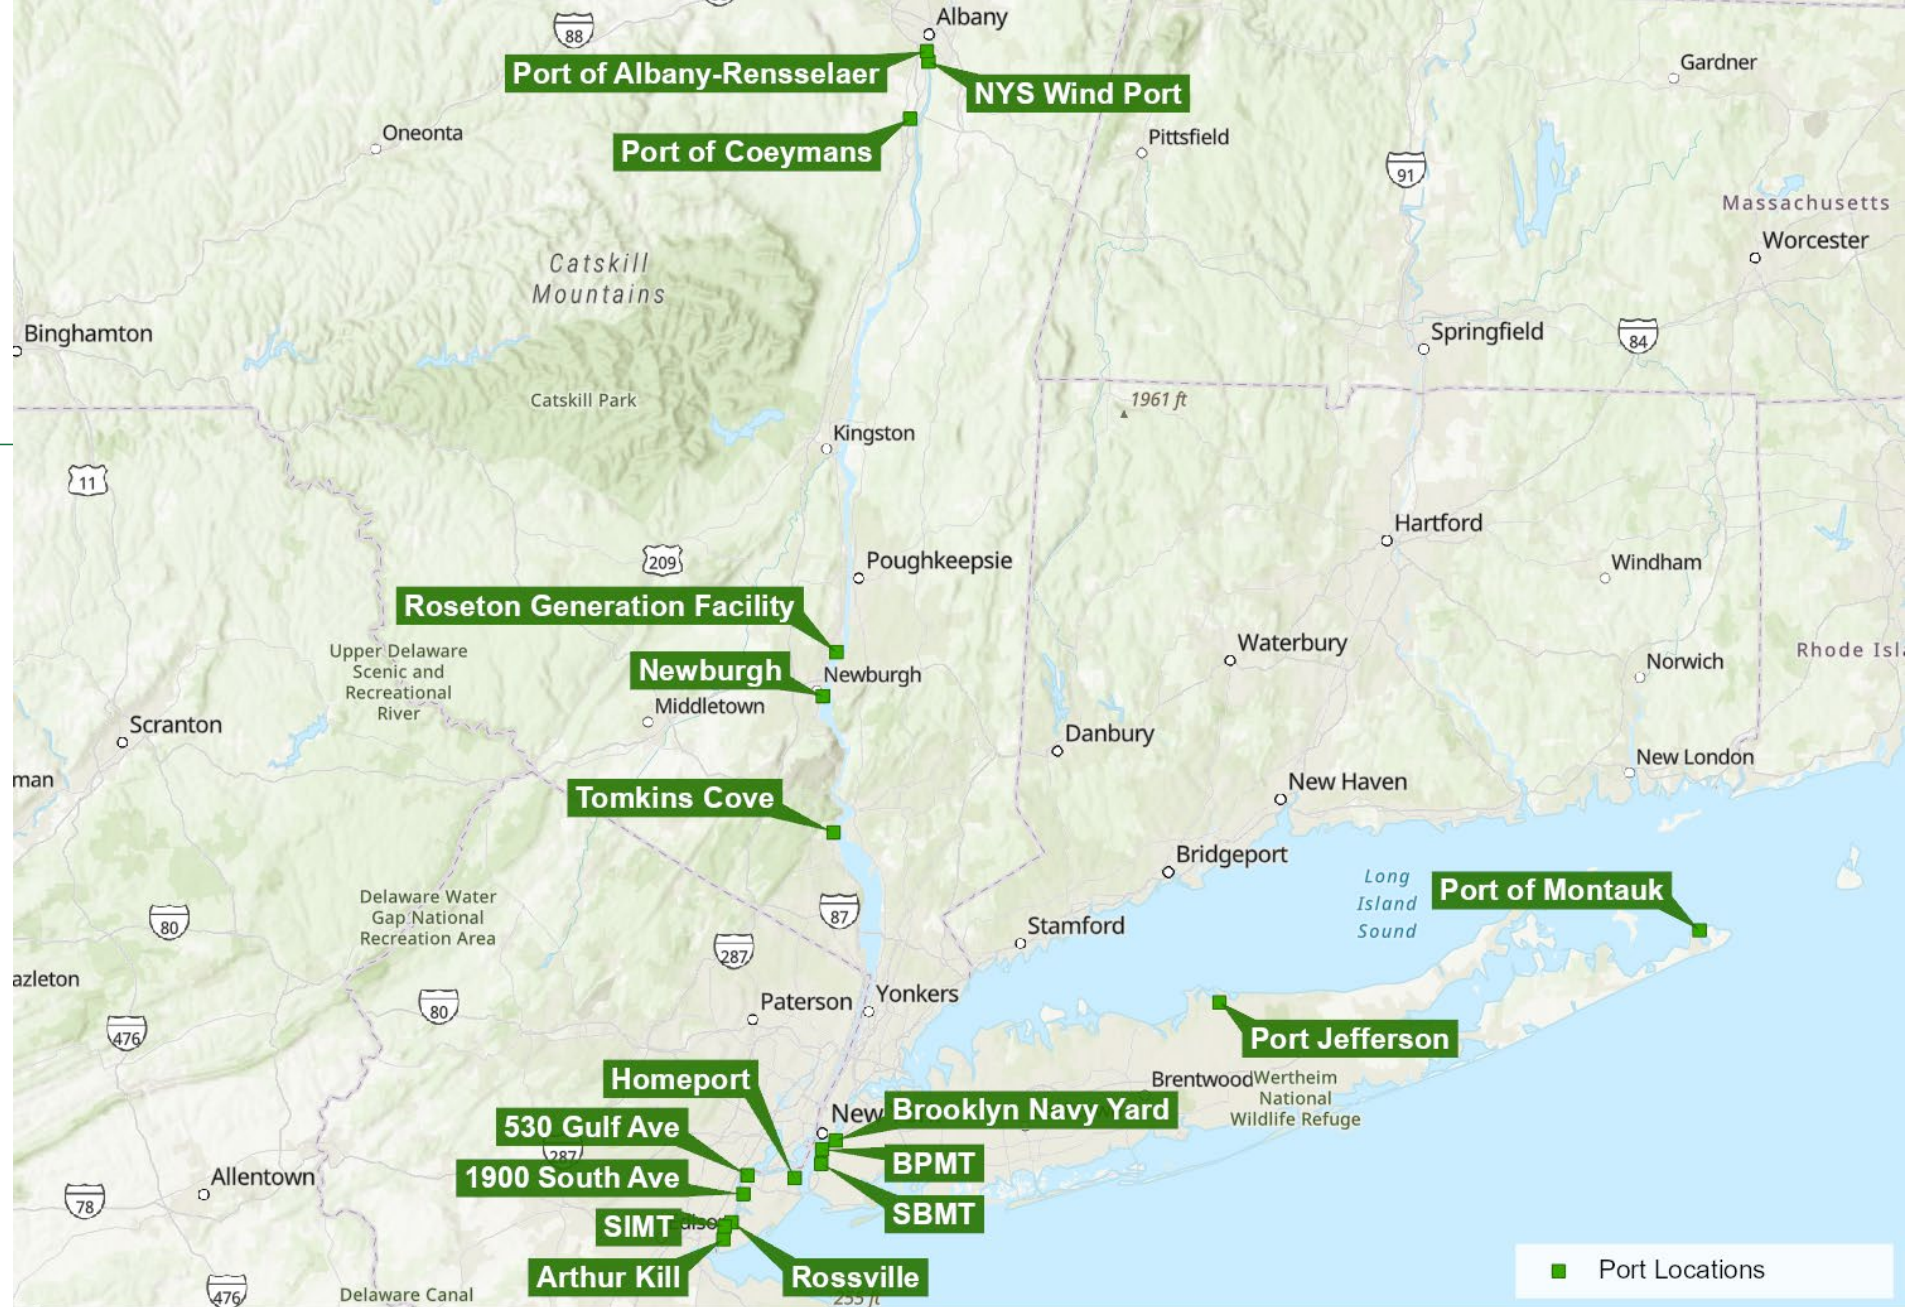 Albany
88
Port of Albany-Rensselaer
Gardner
NYS Wind Port
Oneonta
Pittsfield
Port of Coeymans
91
Massachusetts
Worcester
Catskill
Mountains
Binghamton
Springfield
84
Catskill Park
1961 ft
Kingston
11
Hartford
209
Poughkeepsie
Windham
Roseton Generation Facility
Upper Delaware
Scenic and
Recreational
River
Waterbury
Rhode Isl
Newburgh
Newburgh
Norwich
Middletown
Scranton
Danbury
New London
man
New Haven
Tomkins Cove
Bridgeport
Long
Island
Sound
Port of Montauk
Delaware Water
Gap National
Recreation Area
80
87
Stamford
287
azleton
Paterson
Yonkers
80
476
Port Jefferson
Homeport
Brentwood
Wertheim
National
Wildlife Refuge
New
Brooklyn Navy Yard
530 Gulf Ave
287
BPMT
Allentown
1900 South Ave
78
SBMT
SIMT
diso
Arthur Kill
Rossville
Port Locations
476
Delaware Canal
255 ft